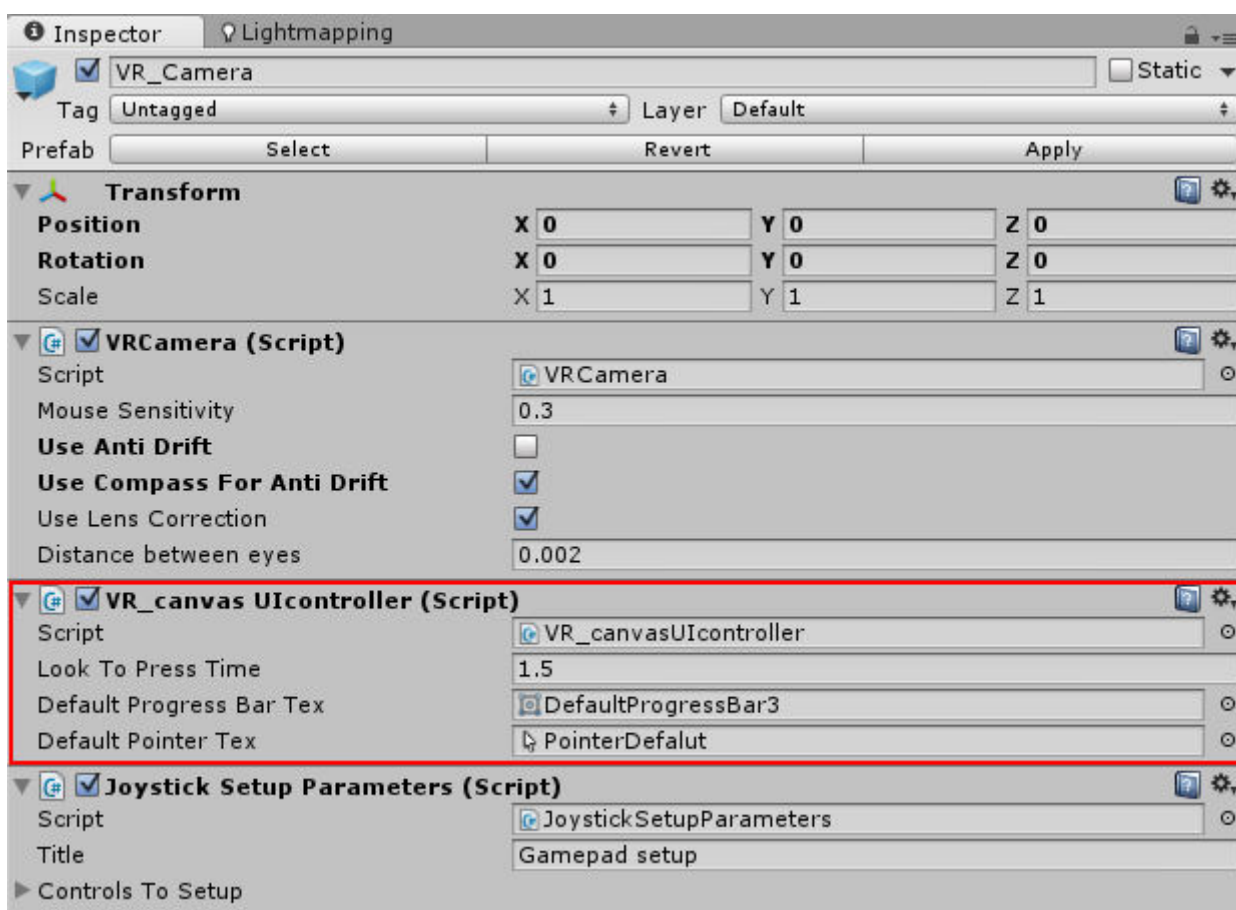 Inspector Lightmapping
VR_Camera Static
Tag Untagged Layer Default
Prefab Select Revert Apply
Transform
Position X 0 Y 0 Z 0
Rotation X 0 Y 0 Z 0
Scale X 1 Y 1 Z 1
VRCamera (Script)
Script VRCamera
Mouse Sensitivity 0.3
Use Anti Drift
Use Compass For Anti Drift
Use Lens Correction
Distance between eyes 0.002
VR_canvas UIcontroller (Script)
Script VR_canvasUIcontroller
Look To Press Time 1.5
Default Progress Bar Tex DefaultProgressBar3
Default Pointer Tex PointerDefalut
Joystick Setup Parameters (Script)
Script JoystickSetupParameters
Title Gamepad setup
Controls To Setup